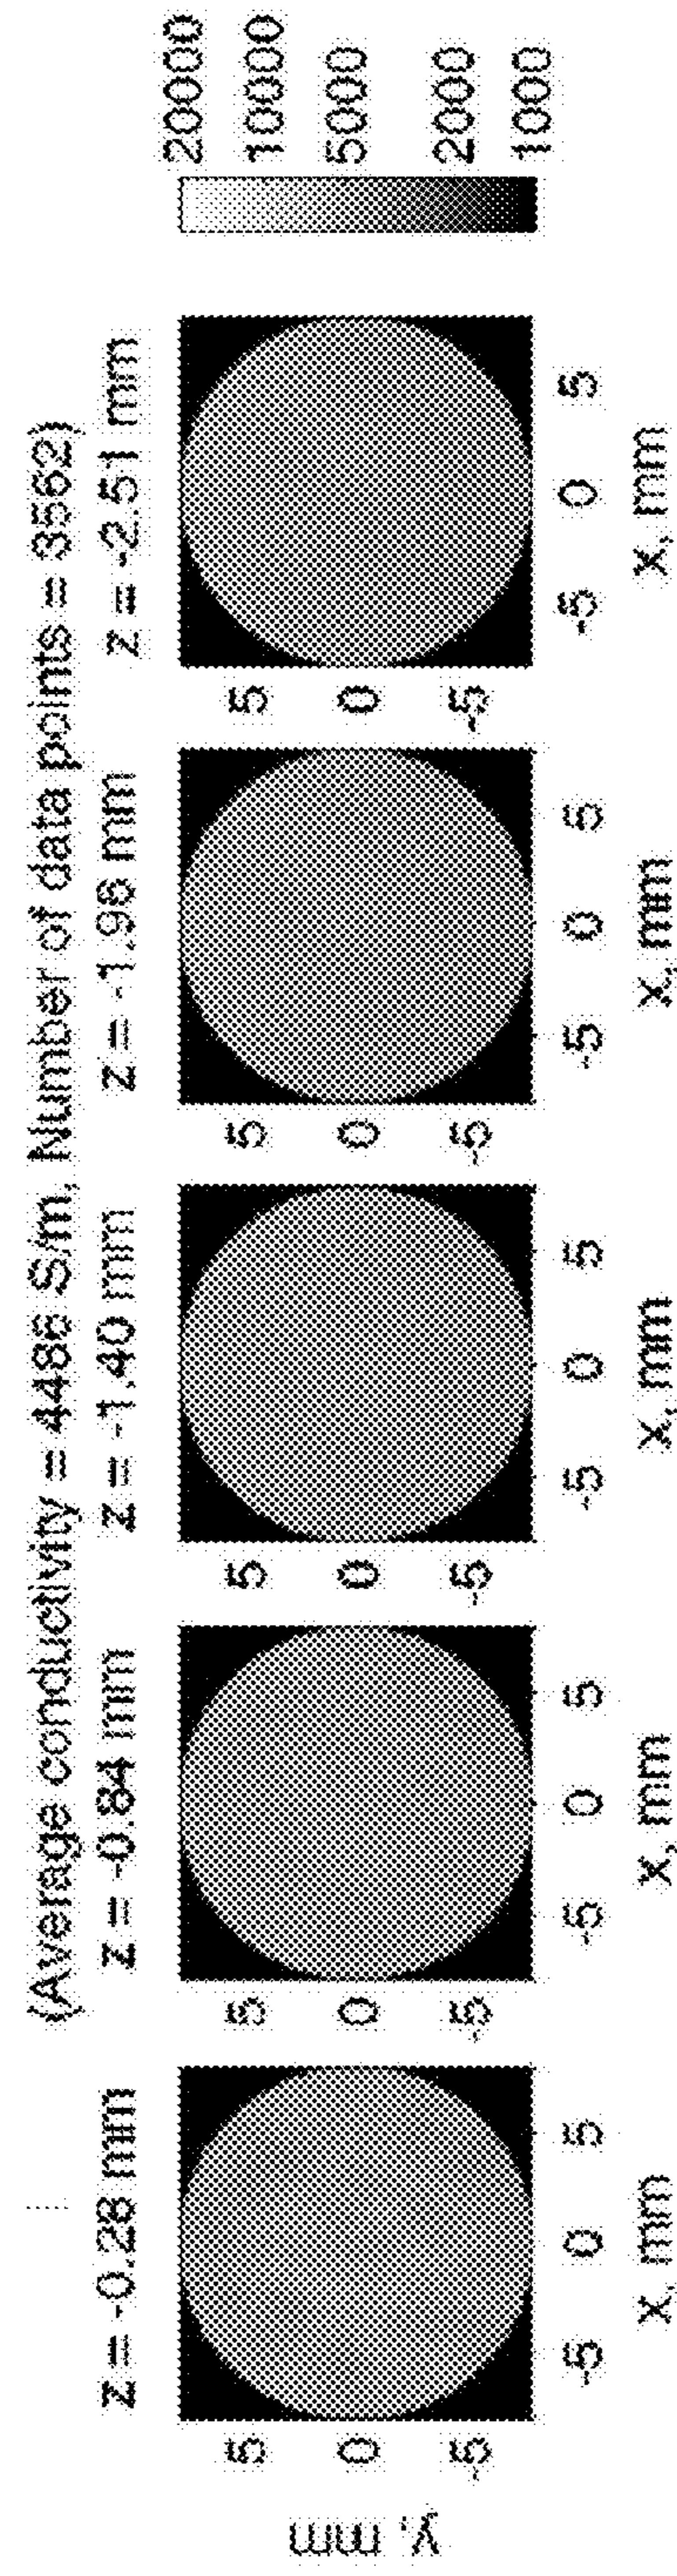 (Average conductivity = 4486 S/m, Number of data points = 3562)
z = -0.28 mm
z = -0.84 mm
z = -1.40 mm
z = -1.96 mm
z = -2.51 mm
y, mm
5
0
-5
5
0
-5
5
0
-5
5
0
-5
5
0
-5
20000
10000
5000
2000
1000
-5 0 5
-5 0 5
-5 0 5
-5 0 5
-5 0 5
x, mm
x, mm
x, mm
x, mm
x, mm